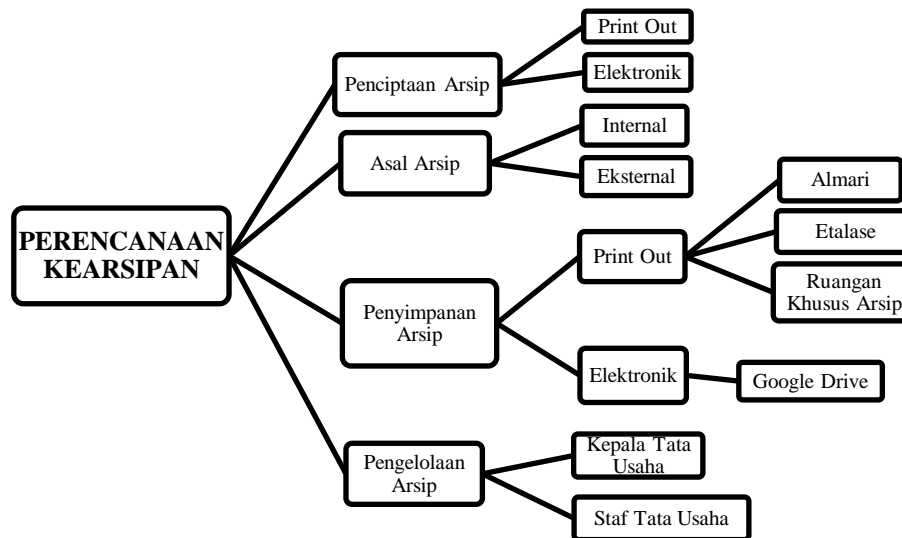 PERENCANAAN
KEARSIPAN
Penciptaan Arsip
Print Out
Elektronik
Asal Arsip
Internal
Eksternal
Penyimpanan
Arsip
Print Out
Almari
Etalase
Ruangan
Khusus Arsip
Elektronik
Google Drive
Pengelolaan
Arsip
Kepala Tata
Usaha
Staf Tata Usaha